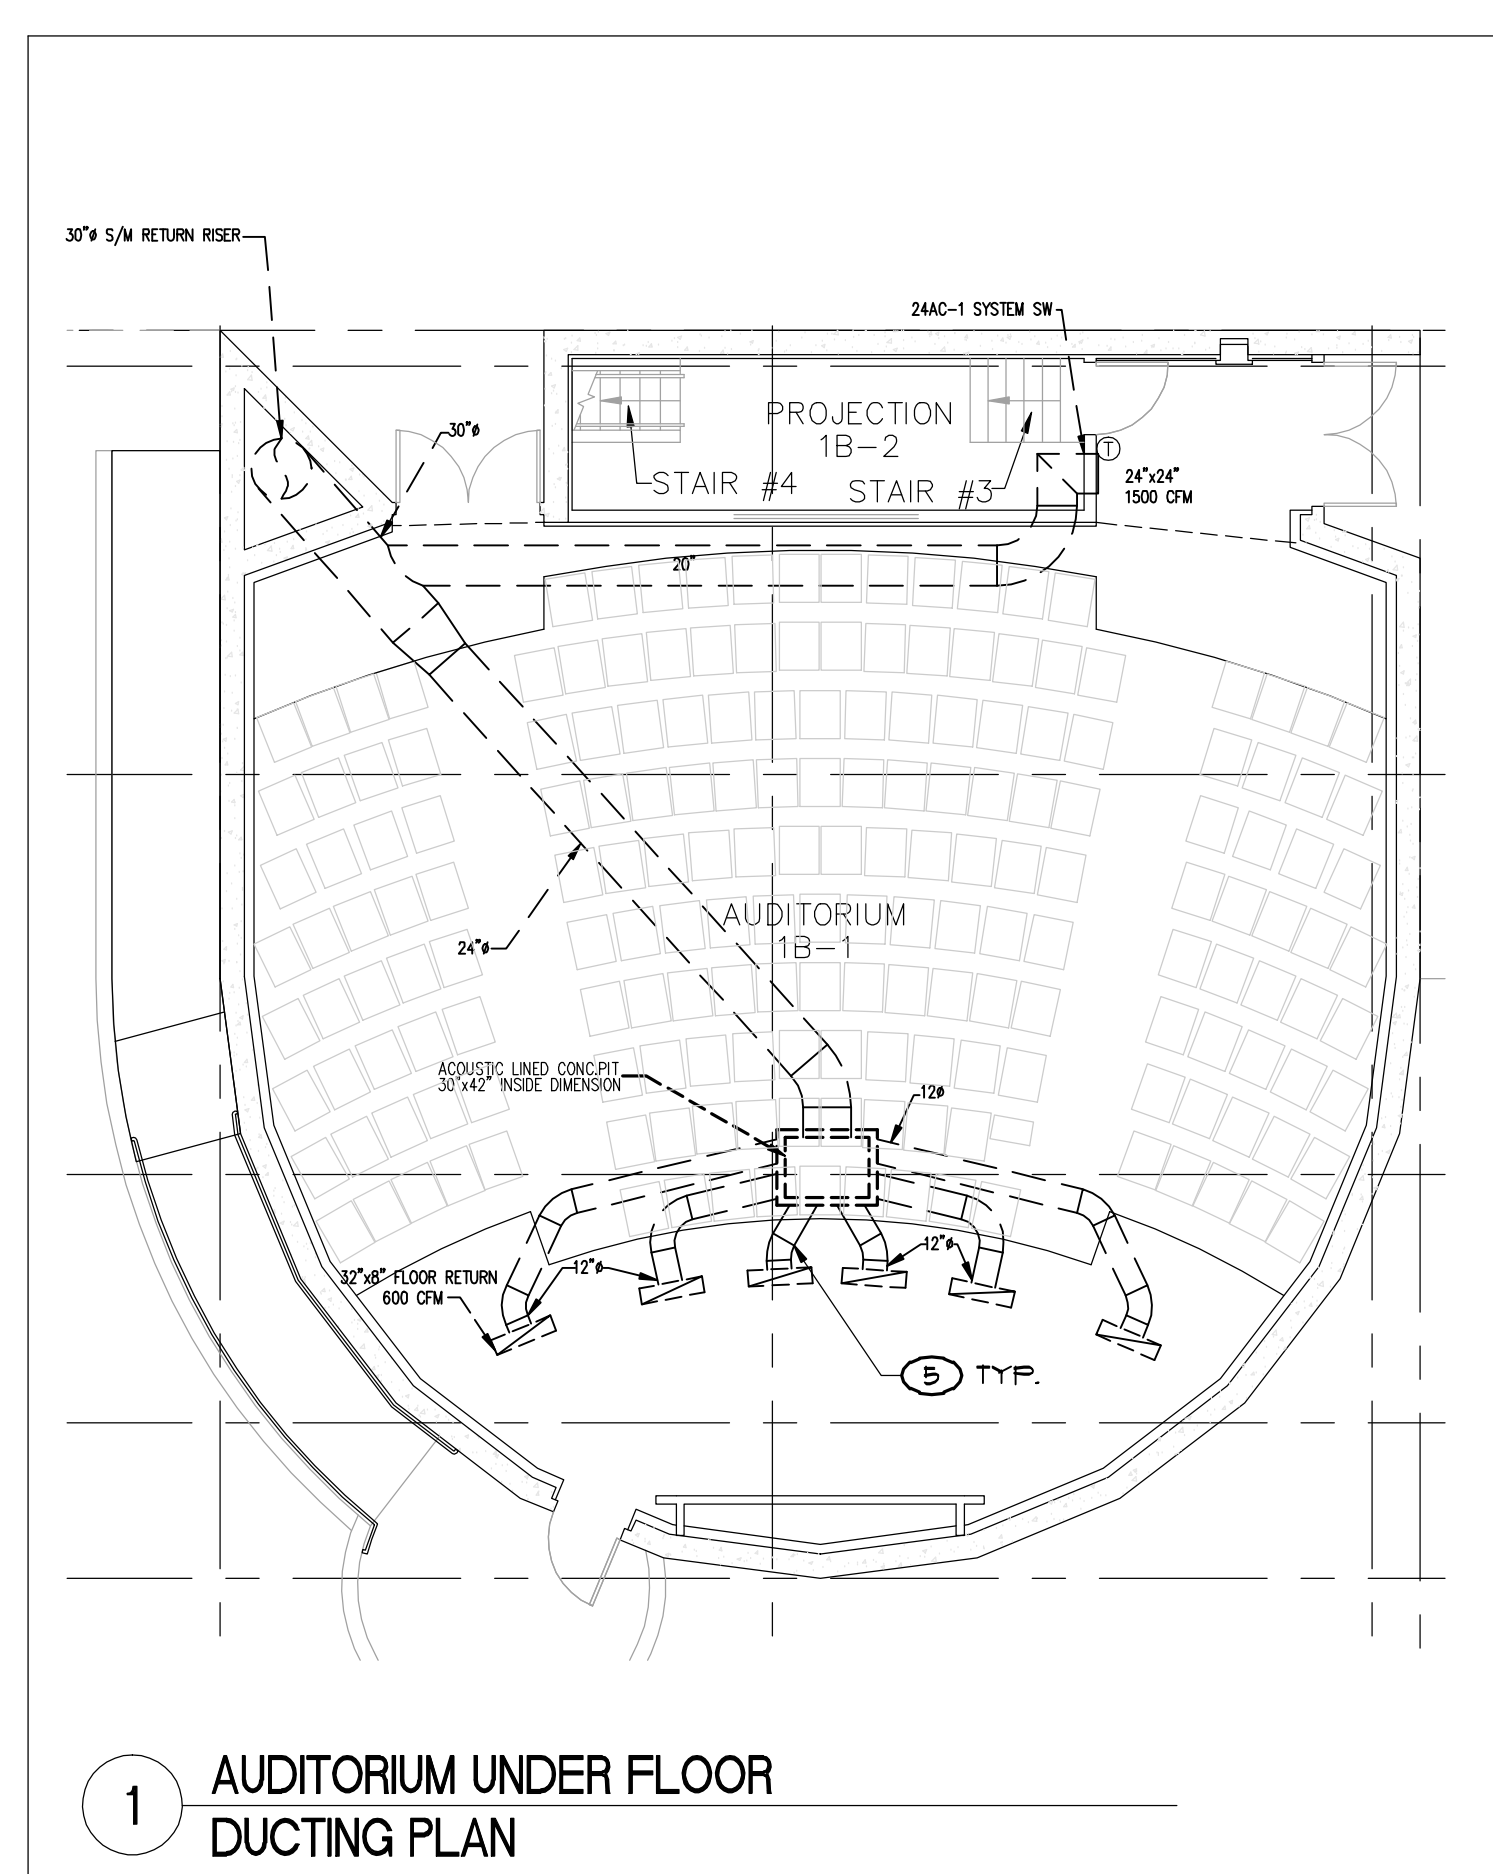 30"ø S/M RETURN RISER
24AC-1 SYSTEM SW
PROJECTION
1B-2
30"ø
STAIR #4
STAIR #3
T
24"x24"
1500 CFM
20"
AUDITORIUM
1B-1
24"ø
ACOUSTIC LINED CONC.PIT
30"x42" INSIDE DIMENSION
12ø
12"ø
12"ø
32"x8" FLOOR RETURN
600 CFM
5 TYP.
1
AUDITORIUM UNDER FLOOR
DUCTING PLAN